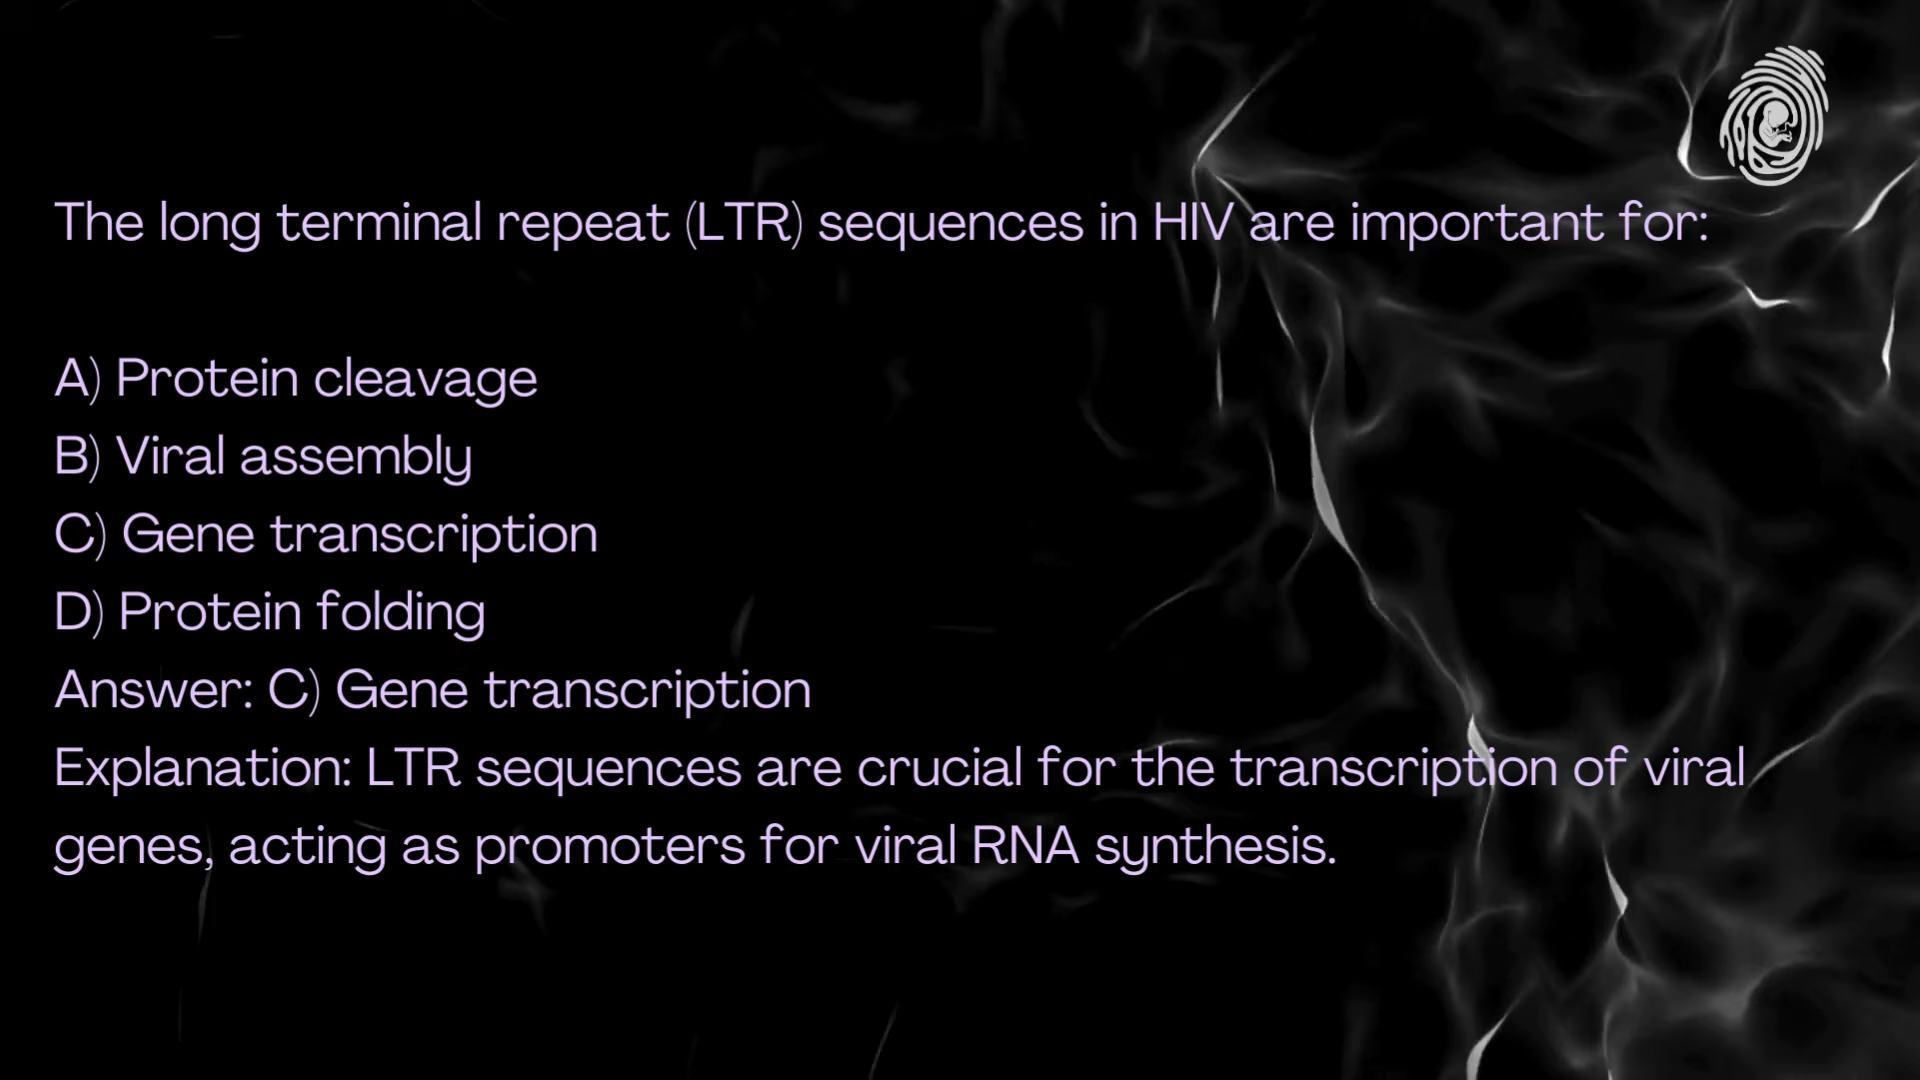 The long terminal repeat (LTR) sequences in HIV are important for:
A) Protein cleavage
B) Viral assembly
C) Gene transcription
D) Protein folding
Answer: C) Gene transcription
Explanation: LTR sequences are crucial for the transcription of viral
genes, acting as promoters for viral RNA synthesis.